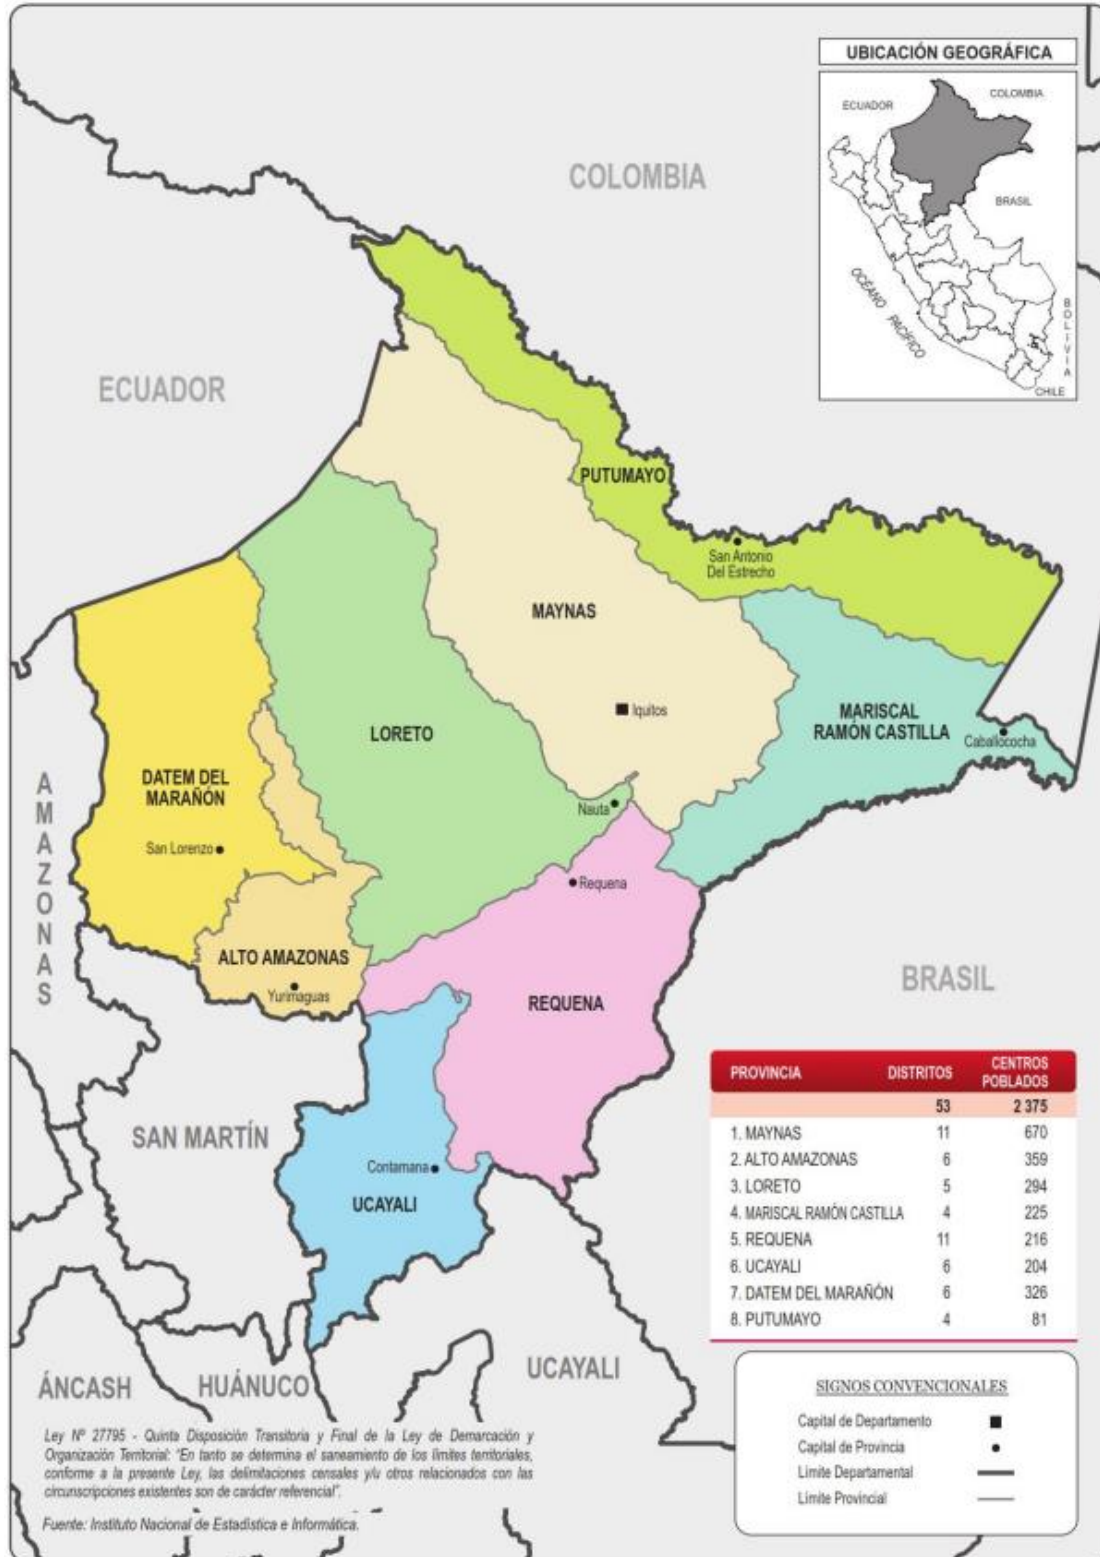 UBICACIÓN GEOGRÁFICA
ECUADOR
COLOMBIA
BRASIL
OCÉANO PACÍFICO
BOLIVIA
CHILE
COLOMBIA
ECUADOR
PUTUMAYO
San Antonio
Del Estrecho
MAYNAS
Iquitos
LORETO
MARISCAL
RAMÓN CASTILLA
Caballococha
DATEM DEL
MARAÑÓN
Nauta
San Lorenzo
Requena
AMAZONAS
ALTO AMAZONAS
Yurimaguas
REQUENA
BRASIL
SAN MARTÍN
Contamana
UCAYALI
PROVINCIA DISTRITOS CENTROS
POBLADOS
53 2 375
1. MAYNAS 11 670
2. ALTO AMAZONAS 6 359
3. LORETO 5 294
4. MARISCAL RAMÓN CASTILLA 4 225
5. REQUENA 11 216
6. UCAYALI 6 204
7. DATEM DEL MARAÑÓN 6 326
8. PUTUMAYO 4 81
ÁNCASH
HUÁNUCO
UCAYALI
SIGNOS CONVENCIONALES
Capital de Departamento
Capital de Provincia
Límite Departamental
Límite Provincial
Ley Nº 27795 - Quinta Disposición Transitoria y Final de la Ley de Demarcación y
Organización Territorial: "En tanto se determina el saneamiento de los límites territoriales,
conforme a la presente Ley, las delimitaciones censales y/u otros relacionados con las
circunscripciones existentes son de carácter referencial".
Fuente: Instituto Nacional de Estadística e Informática.